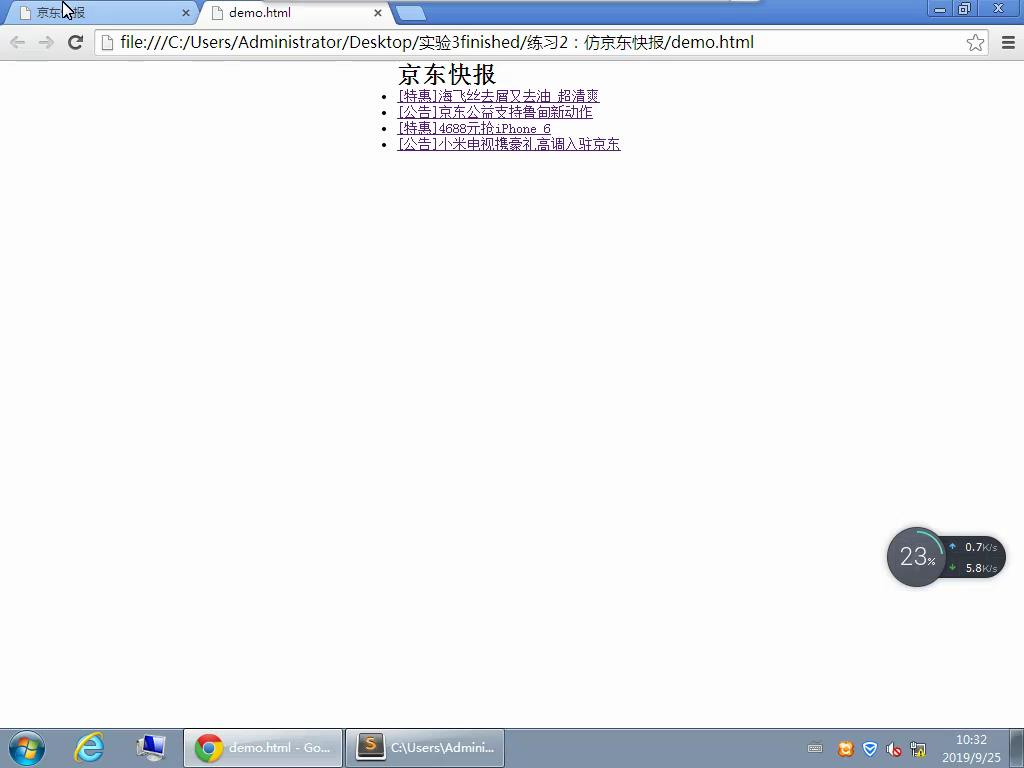 京东快报
demo.html
file:///C:/Users/Administrator/Desktop/实验3finished/练习2：仿京东快报/demo.html
京东快报
[特惠]海飞丝去屑又去油 超清爽
[公告]京东公益支持鲁甸新动作
[特惠]4688元抢iPhone 6
[公告]小米电视携豪礼高调入驻京东
23%
0.7K/s
5.8K/s
demo.html - Go...
C:\Users\Admini...
10:32
2019/9/25